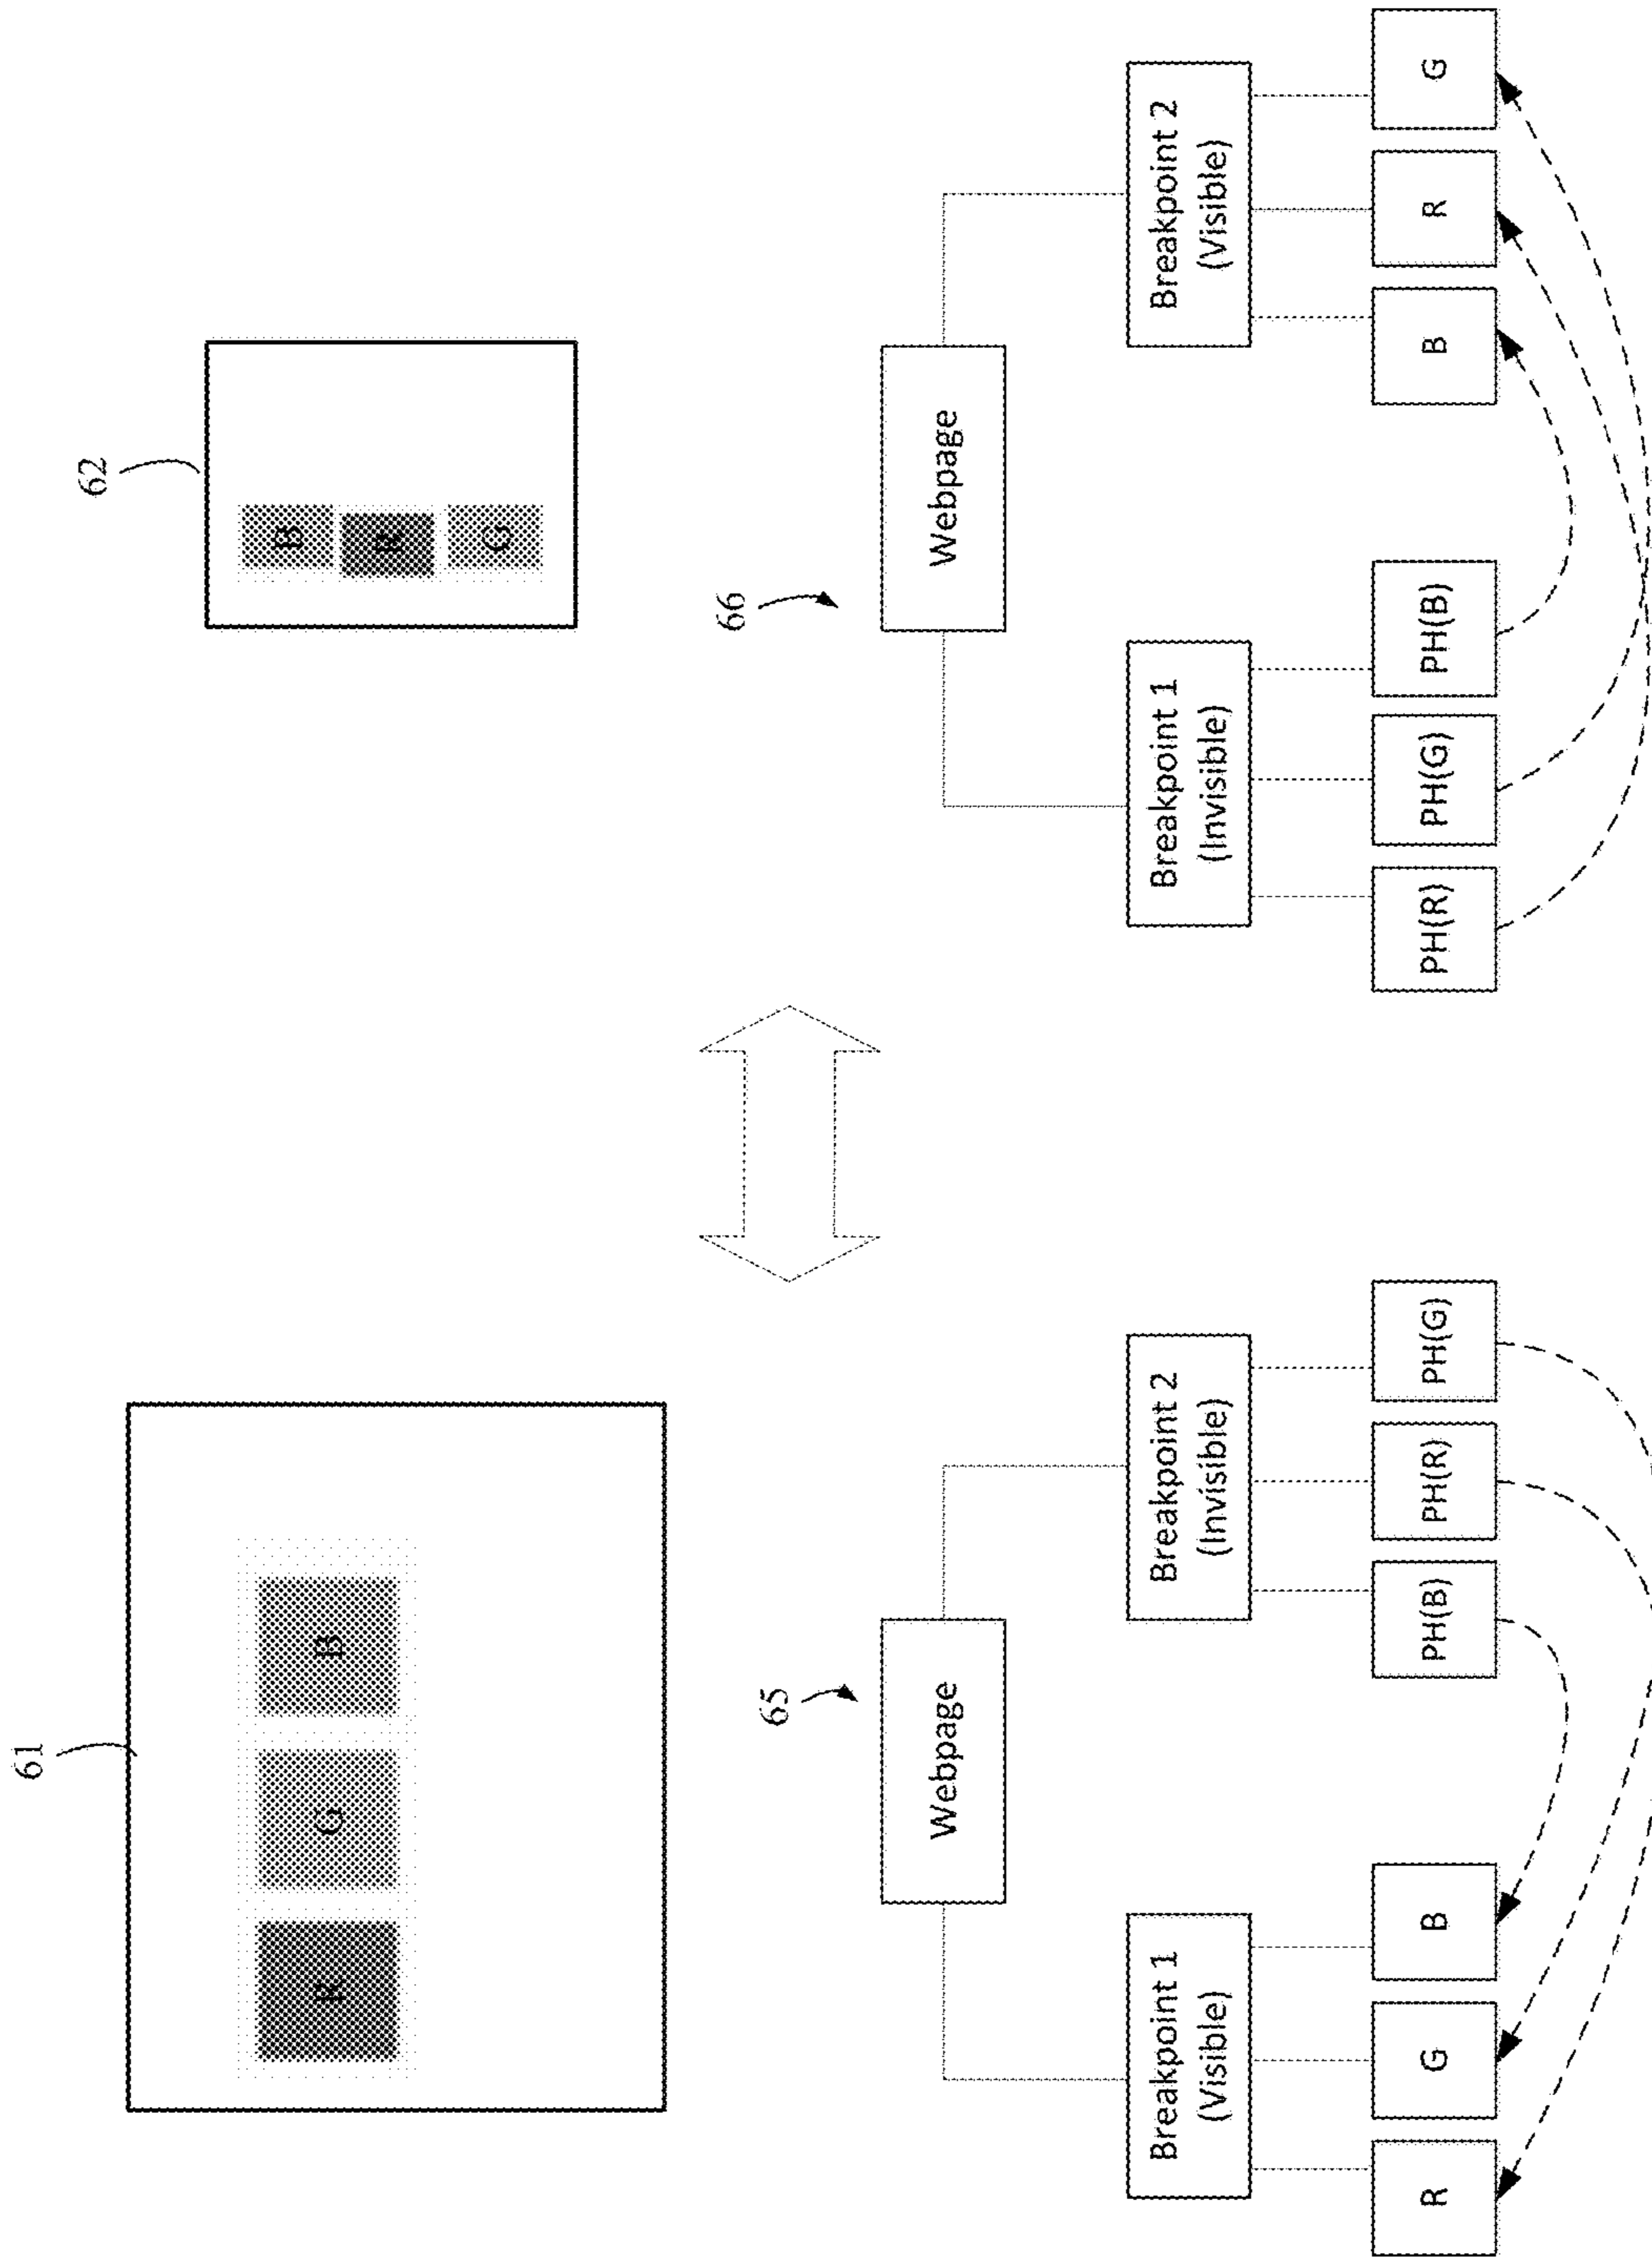 61
R
G
B
62
B
R
G
65
Webpage
Breakpoint 1
(Visible)
Breakpoint 2
(Invisible)
R
G
B
PH(B)
PH(R)
PH(G)
66
Webpage
Breakpoint 1
(Invisible)
Breakpoint 2
(Visible)
PH(R)
PH(G)
PH(B)
B
R
G